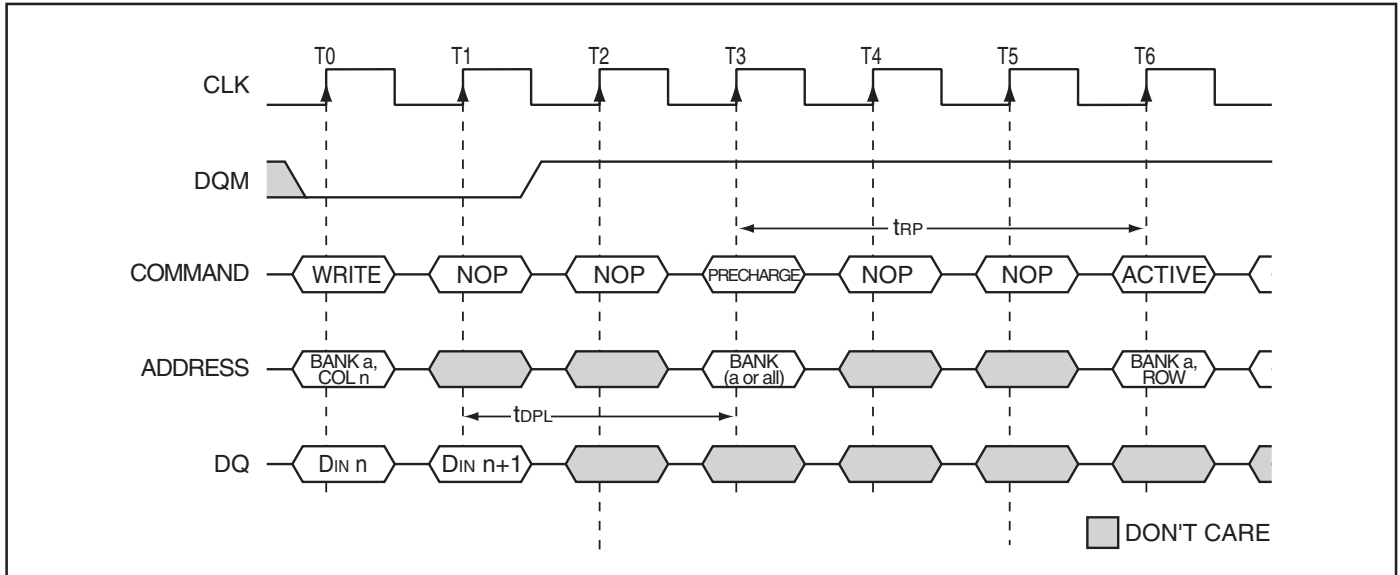 T0 T1 T2 T3 T4 T5 T6
CLK
DQM
tRP
COMMAND WRITE NOP NOP PRECHARGE NOP NOP ACTIVE
ADDRESS BANK a, BANK BANK a,
COL n (a or all) ROW
tDPL
DQ DIN n DIN n+1
DON'T CARE